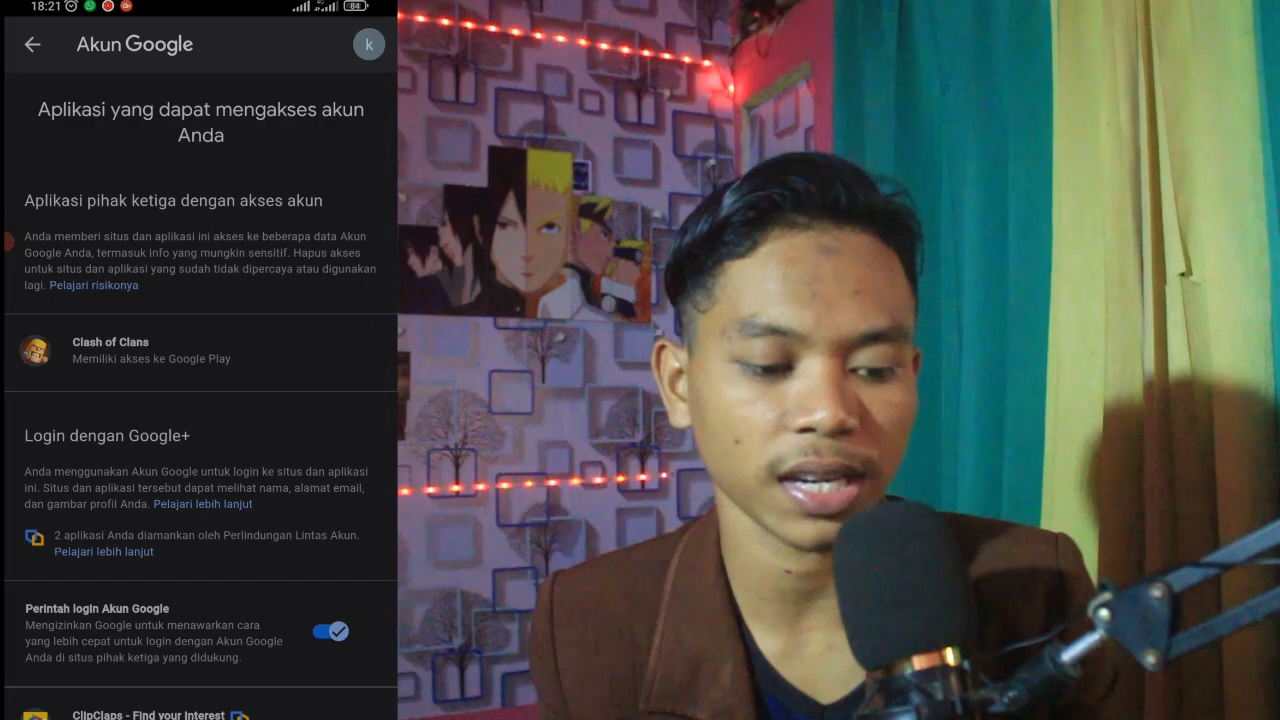 18:21
84
Akun Google
k
Aplikasi yang dapat mengakses akun
Anda
Aplikasi pihak ketiga dengan akses akun
Anda memberi situs dan aplikasi ini akses ke beberapa data Akun
Google Anda, termasuk info yang mungkin sensitif. Hapus akses
untuk situs dan aplikasi yang sudah tidak dipercaya atau digunakan
lagi. Pelajari risikonya
Clash of Clans
Memiliki akses ke Google Play
Login dengan Google+
Anda menggunakan Akun Google untuk login ke situs dan aplikasi
ini. Situs dan aplikasi tersebut dapat melihat nama, alamat email,
dan gambar profil Anda. Pelajari lebih lanjut
2 aplikasi Anda diamankan oleh Perlindungan Lintas Akun.
Pelajari lebih lanjut
Perintah login Akun Google
Mengizinkan Google untuk menawarkan cara
yang lebih cepat untuk login dengan Akun Google
Anda di situs pihak ketiga yang didukung.
ClipClaps - Find your Interest